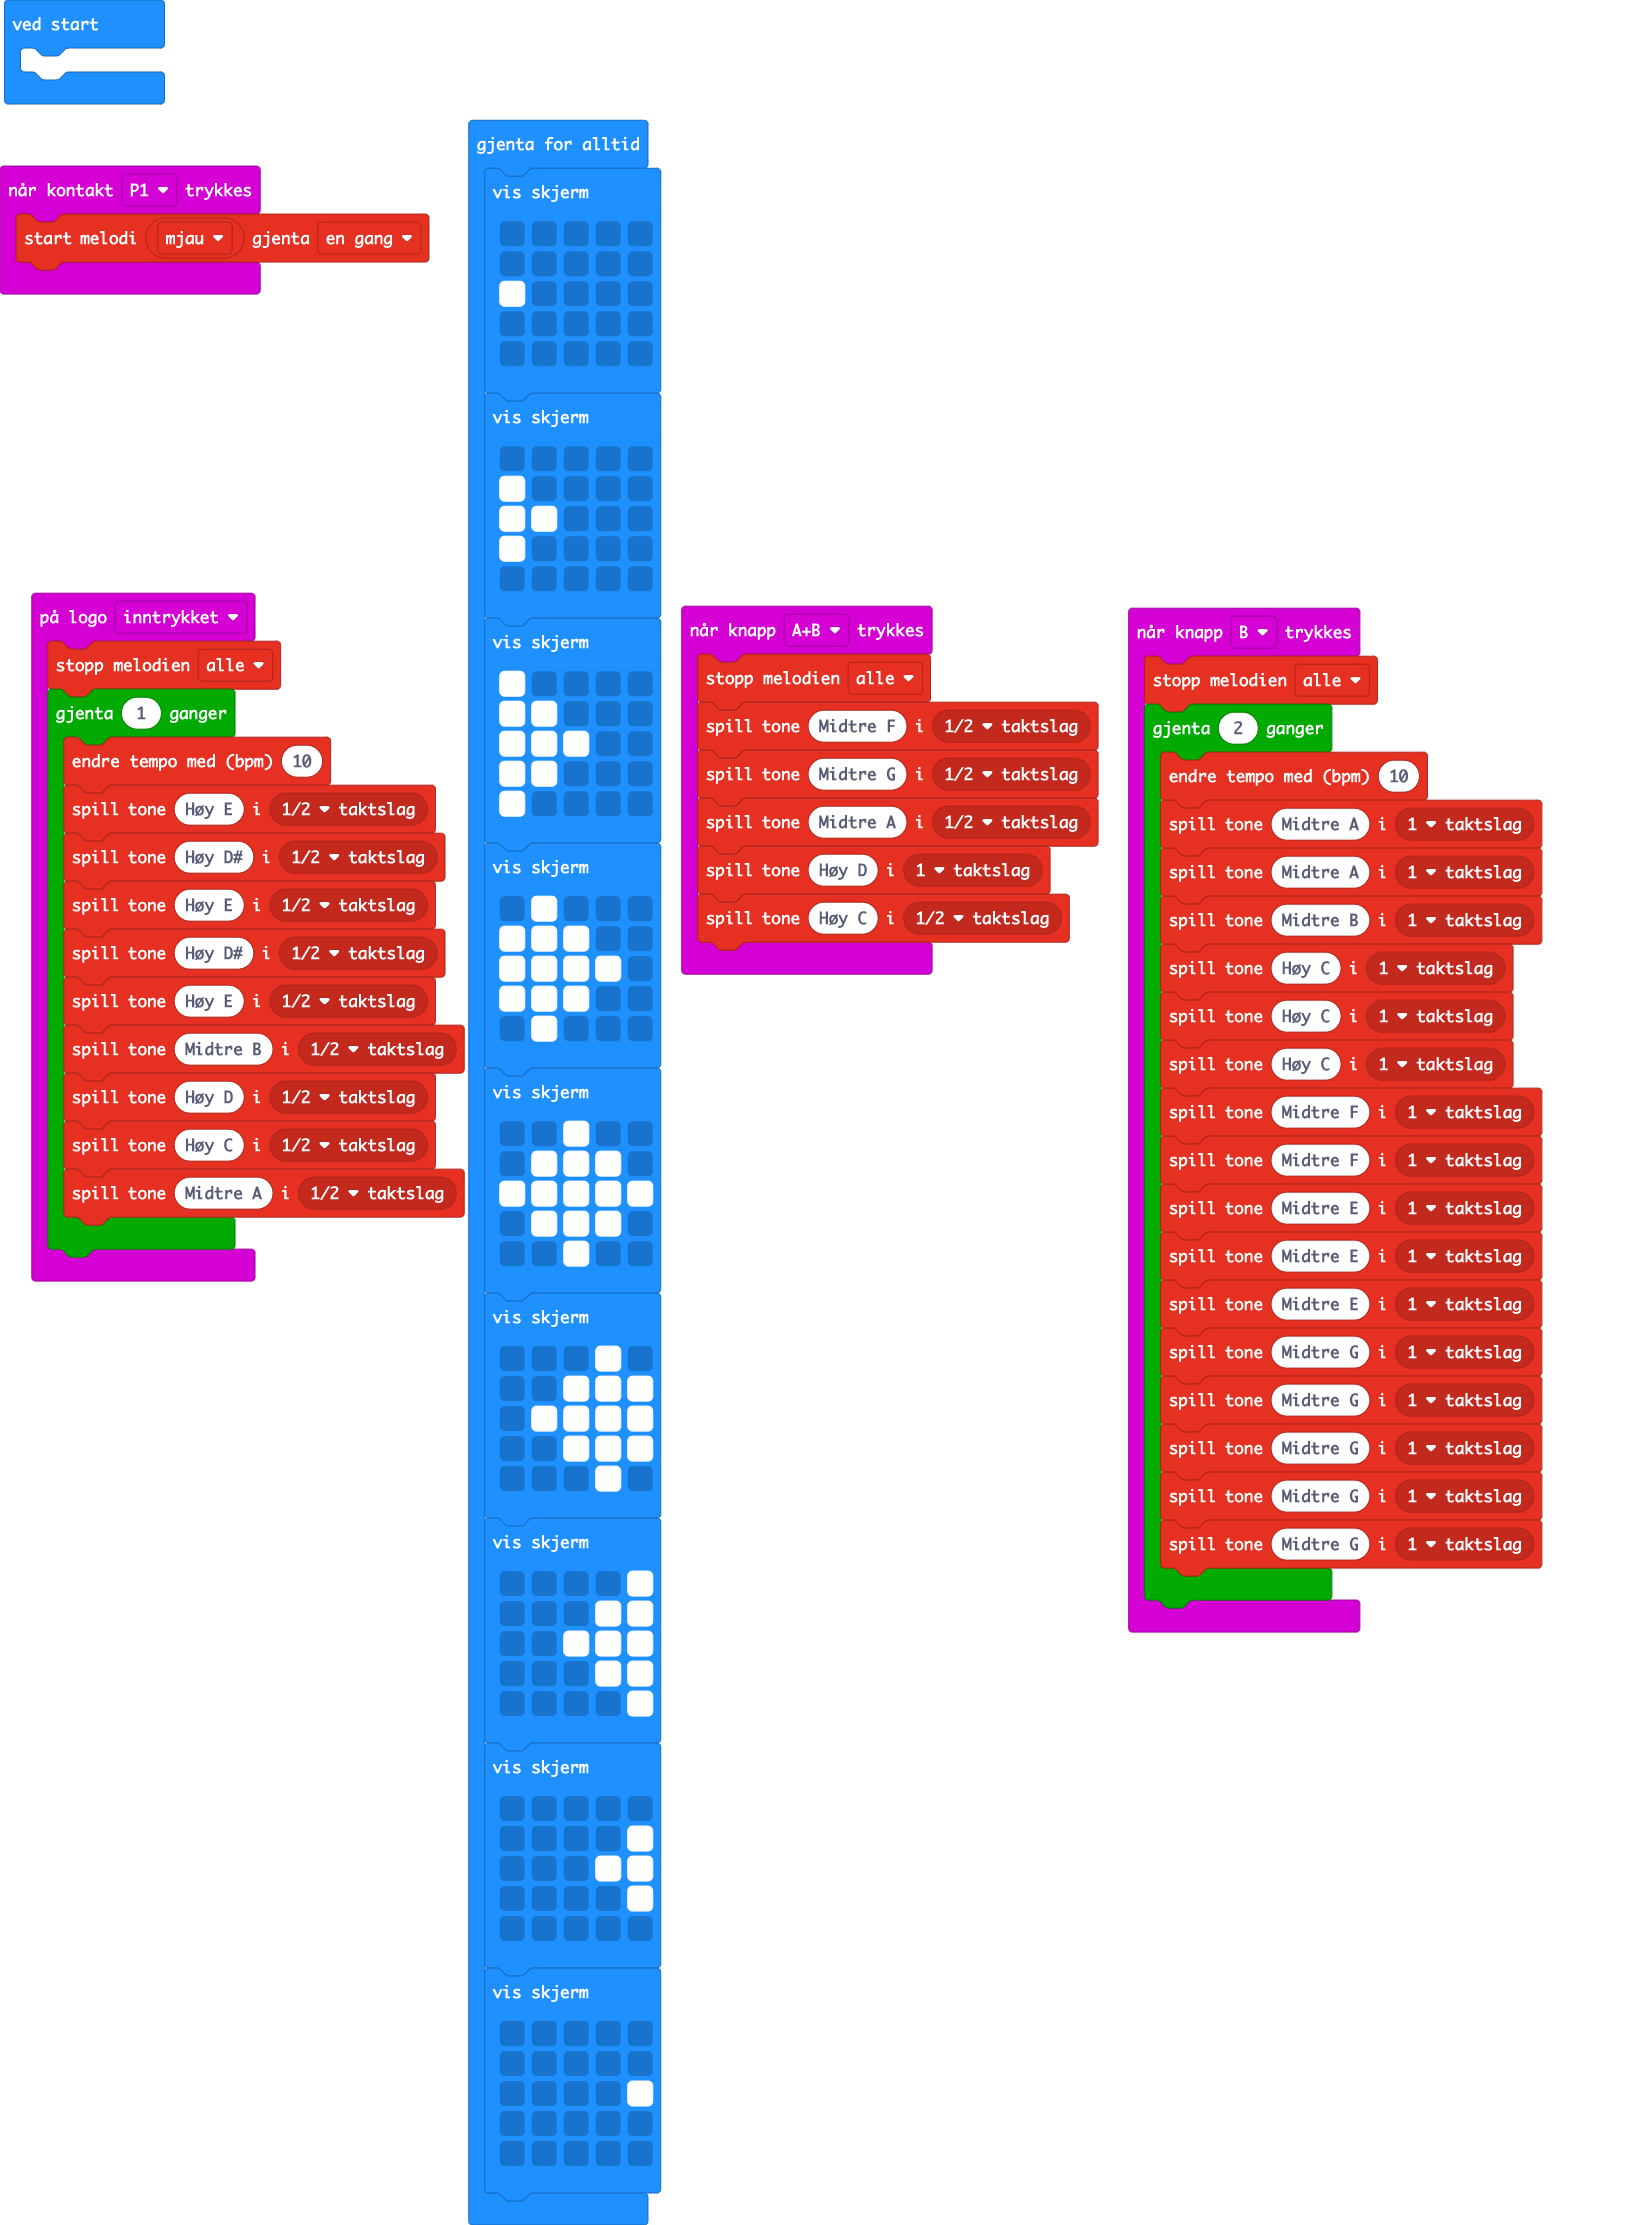 ved start
når kontakt P1 trykkes
start melodi mjau gjenta en gang
på logo inntrykket
stopp melodien alle
gjenta 1 ganger
endre tempo med (bpm) 10
spill tone Høy E i 1/2 taktslag
spill tone Høy D# i 1/2 taktslag
spill tone Høy E i 1/2 taktslag
spill tone Høy D# i 1/2 taktslag
spill tone Høy E i 1/2 taktslag
spill tone Midtre B i 1/2 taktslag
spill tone Høy D i 1/2 taktslag
spill tone Høy C i 1/2 taktslag
spill tone Midtre A i 1/2 taktslag
gjenta for alltid
vis skjerm
vis skjerm
vis skjerm
vis skjerm
vis skjerm
vis skjerm
vis skjerm
vis skjerm
vis skjerm
når knapp A+B trykkes
stopp melodien alle
spill tone Midtre F i 1/2 taktslag
spill tone Midtre G i 1/2 taktslag
spill tone Midtre A i 1/2 taktslag
spill tone Høy D i 1 taktslag
spill tone Høy C i 1/2 taktslag
når knapp B trykkes
stopp melodien alle
gjenta 2 ganger
endre tempo med (bpm) 10
spill tone Midtre A i 1 taktslag
spill tone Midtre A i 1 taktslag
spill tone Midtre B i 1 taktslag
spill tone Høy C i 1 taktslag
spill tone Høy C i 1 taktslag
spill tone Høy C i 1 taktslag
spill tone Midtre F i 1 taktslag
spill tone Midtre F i 1 taktslag
spill tone Midtre E i 1 taktslag
spill tone Midtre E i 1 taktslag
spill tone Midtre E i 1 taktslag
spill tone Midtre G i 1 taktslag
spill tone Midtre G i 1 taktslag
spill tone Midtre G i 1 taktslag
spill tone Midtre G i 1 taktslag
spill tone Midtre G i 1 taktslag